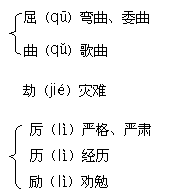 屈（qū）弯曲、委曲
曲（qǔ）歌曲
劫（jié）灾难
厉（lì）严格、严肃
历（lì）经历
励（lì）劝勉